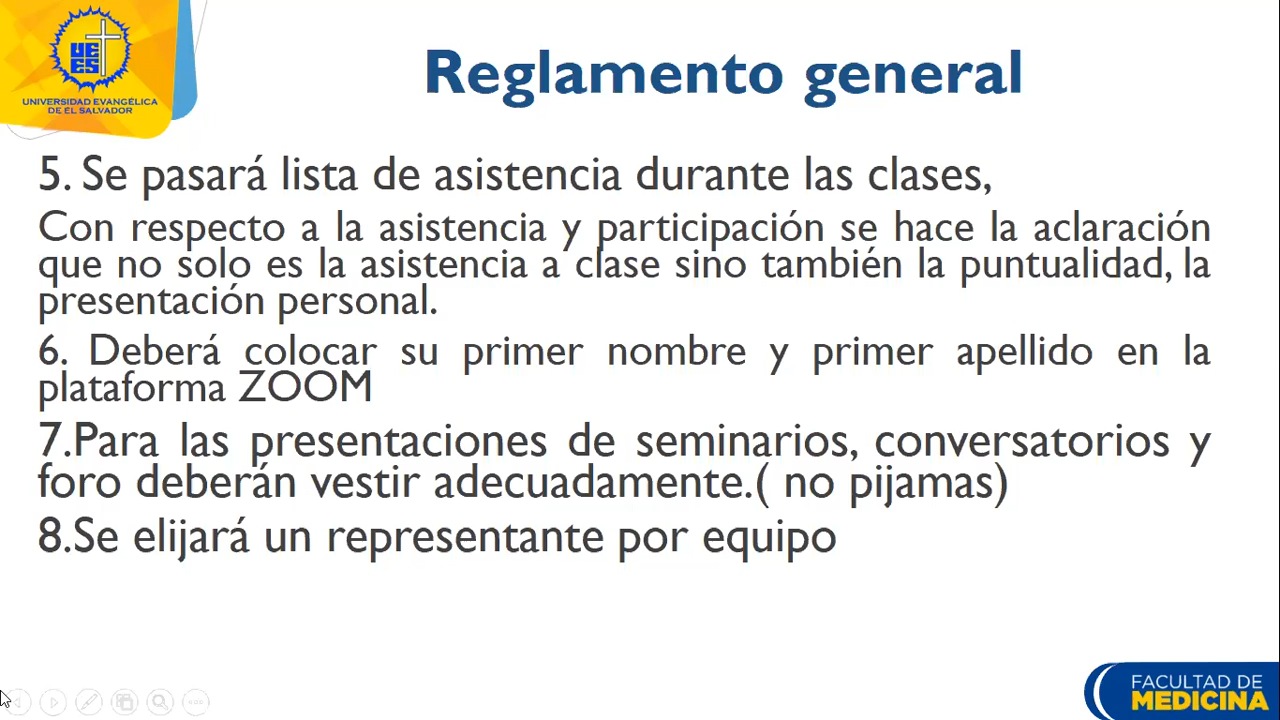 UE
ES
UNIVERSIDAD EVANGÉLICA
DE EL SALVADOR
Reglamento general
5. Se pasará lista de asistencia durante las clases,
Con respecto a la asistencia y participación se hace la aclaración
que no solo es la asistencia a clase sino también la puntualidad, la
presentación personal.
6. Deberá colocar su primer nombre y primer apellido en la
plataforma ZOOM
7.Para las presentaciones de seminarios, conversatorios y
foro deberán vestir adecuadamente.( no pijamas)
8.Se elijará un representante por equipo
FACULTAD DE
MEDICINA